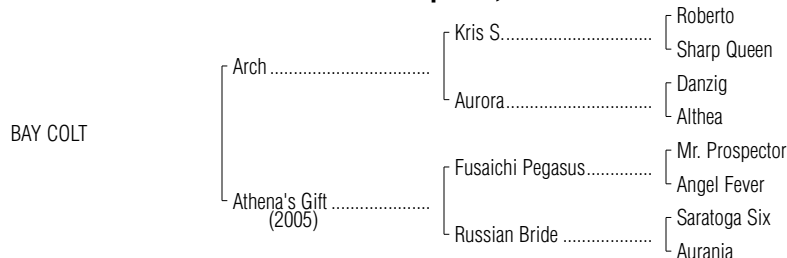 Roberto
Kris S.
Sharp Queen
Arch
Danzig
Aurora
Althea
BAY COLT
Mr. Prospector
Fusaichi Pegasus
Angel Fever
Athena's Gift
(2005)
Saratoga Six
Russian Bride
Aurania